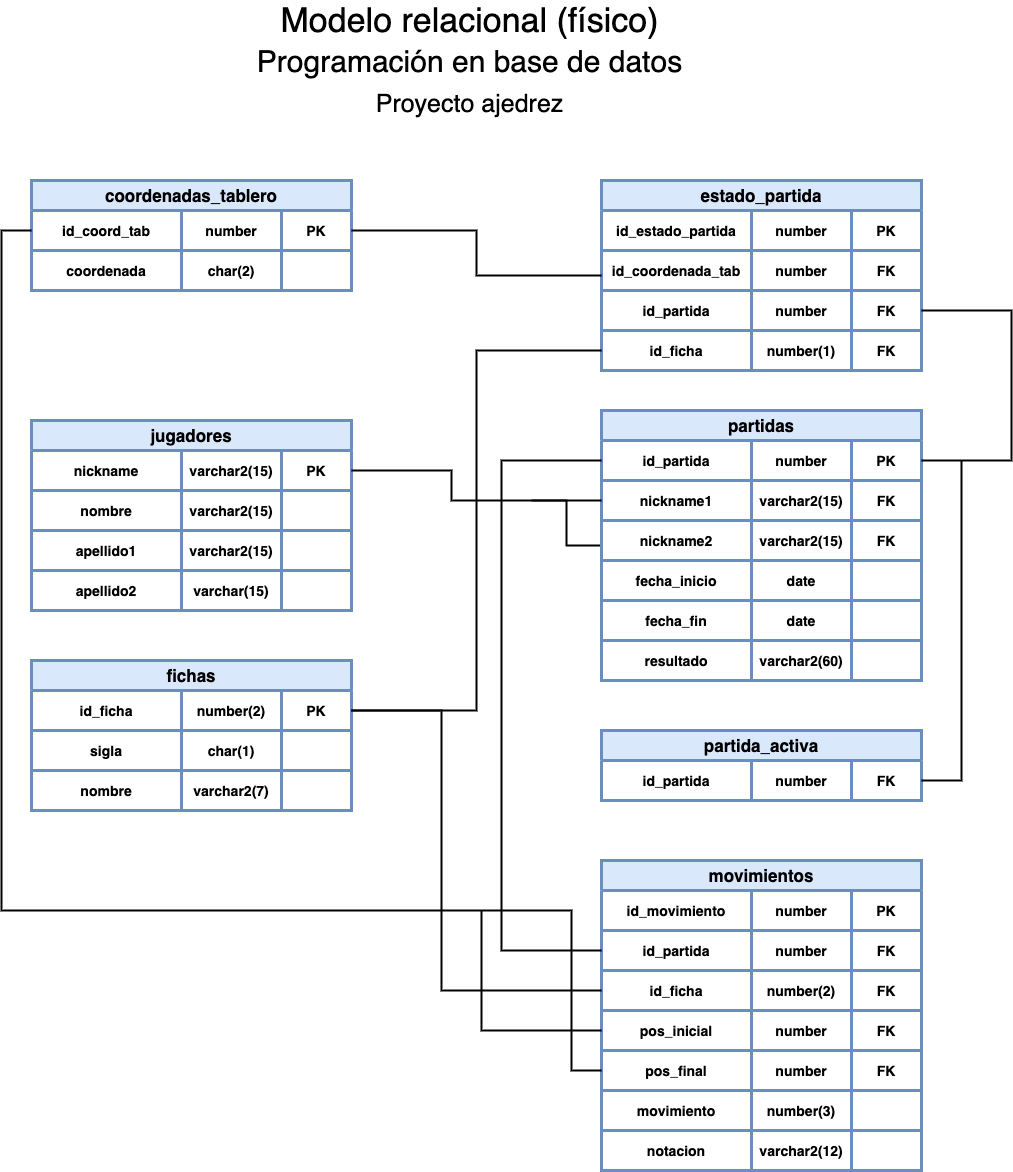 Modelo relacional (físico)
Programación en base de datos
Proyecto ajedrez
coordenadas_tablero
id_coord_tab number PK
coordenada char(2)
jugadores
nickname varchar2(15) PK
nombre varchar2(15)
apellido1 varchar2(15)
apellido2 varchar(15)
fichas
id_ficha number(2) PK
sigla char(1)
nombre varchar2(7)
estado_partida
id_estado_partida number PK
id_coordenada_tab number FK
id_partida number FK
id_ficha number(1) FK
partidas
id_partida number PK
nickname1 varchar2(15) FK
nickname2 varchar2(15) FK
fecha_inicio date
fecha_fin date
resultado varchar2(60)
partida_activa
id_partida number FK
movimientos
id_movimiento number PK
id_partida number FK
id_ficha number(2) FK
pos_inicial number FK
pos_final number FK
movimiento number(3)
notacion varchar2(12)